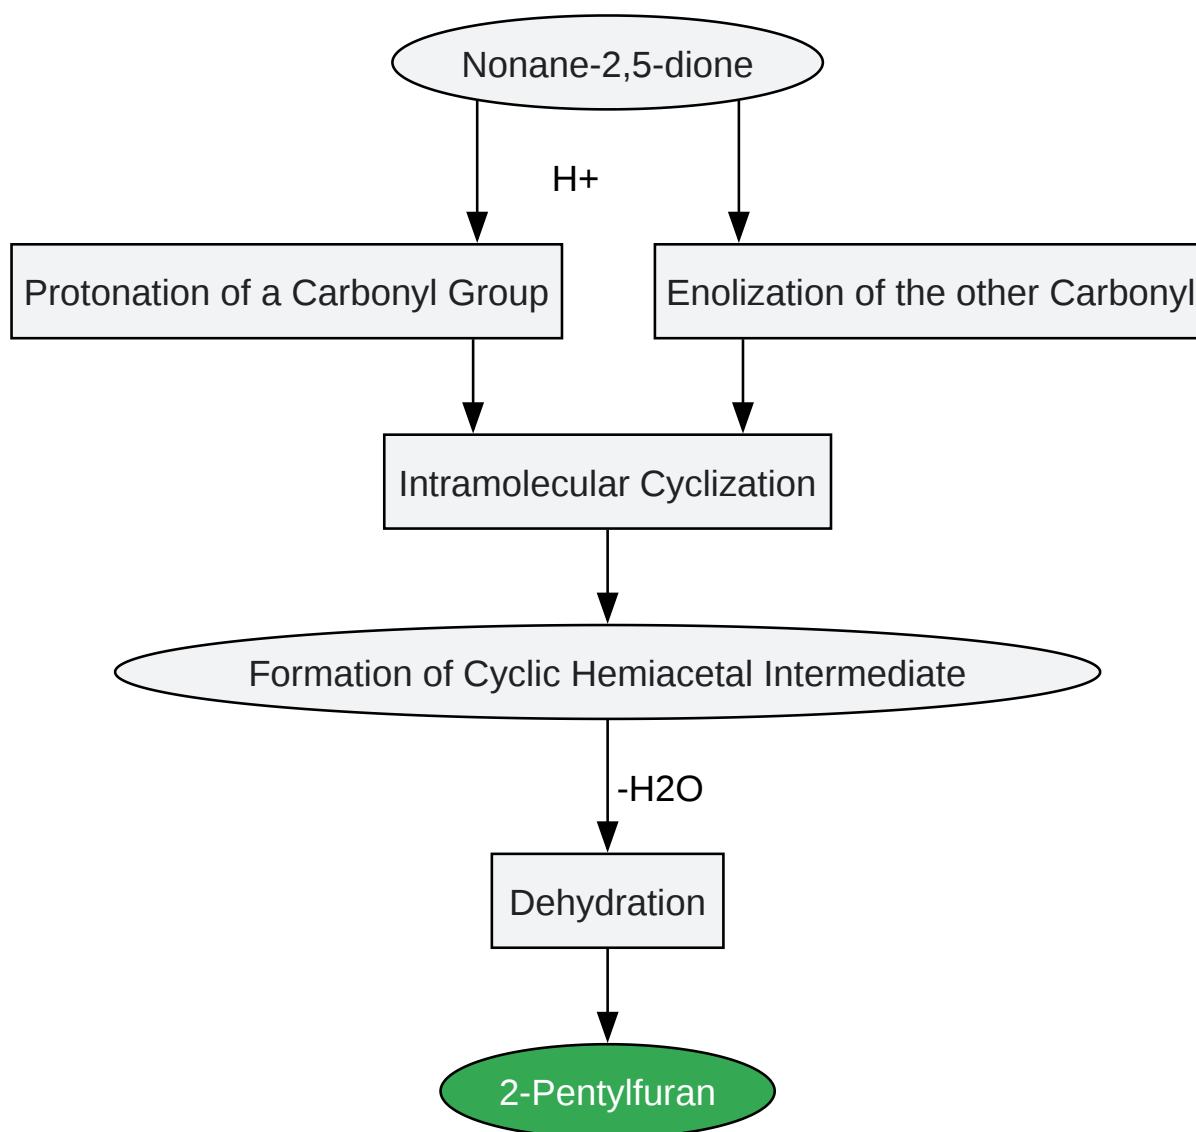 Nonane-2,5-dione
H+
Protonation of a Carbonyl Group
Enolization of the other Carbonyl
Intramolecular Cyclization
Formation of Cyclic Hemiacetal Intermediate
-H2O
Dehydration
2-Pentylfuran